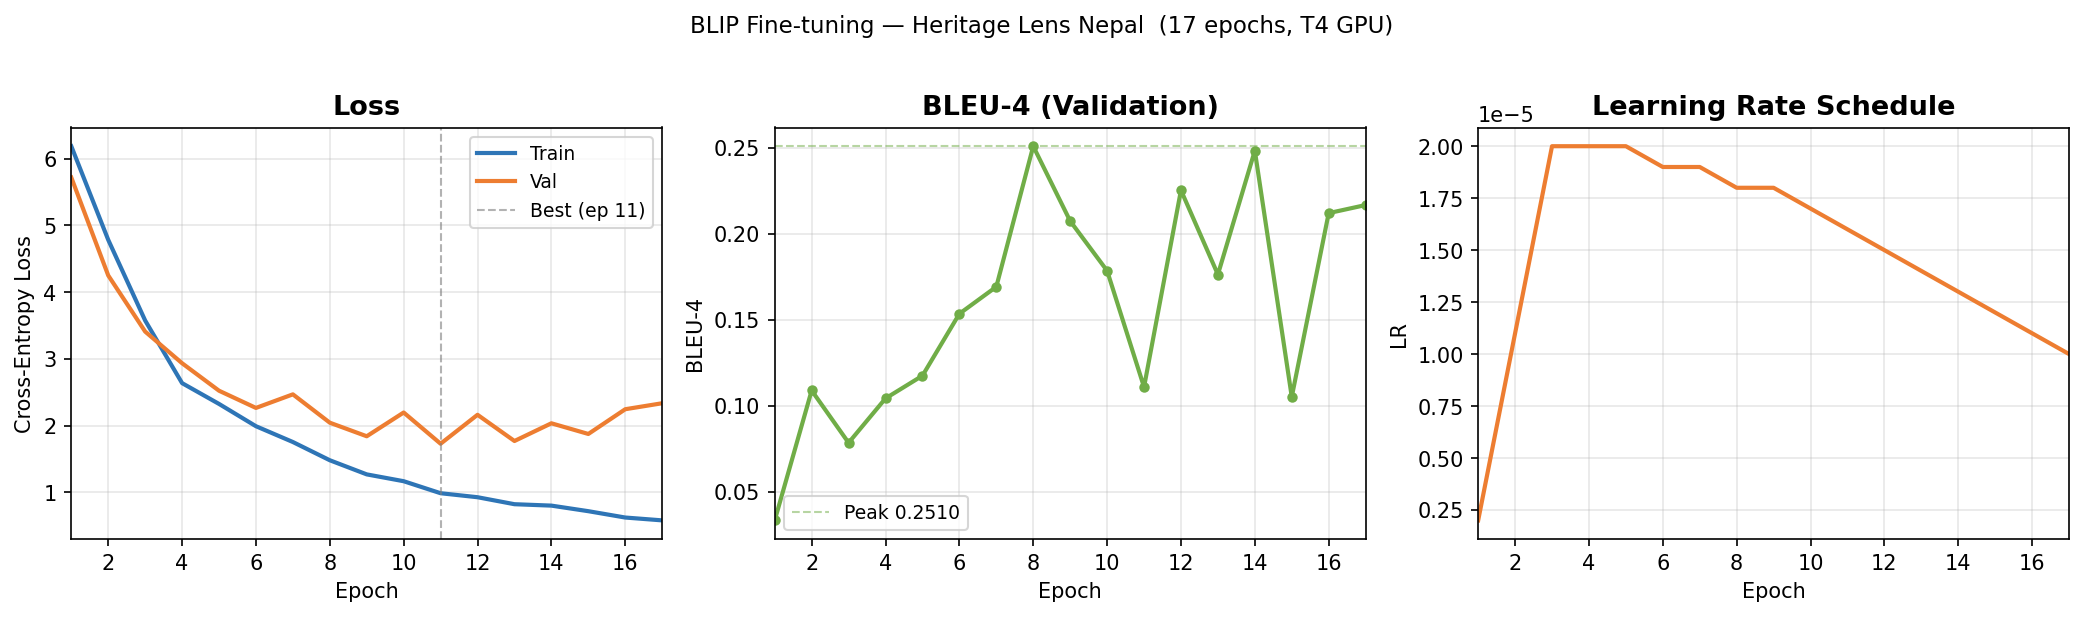 BLIP Fine-tuning — Heritage Lens Nepal  (17 epochs, T4 GPU)
Loss
Cross-Entropy Loss
6
5
4
3
2
1
Train
Val
Best (ep 11)
2 4 6 8 10 12 14 16
Epoch
BLEU-4 (Validation)
BLEU-4
0.25
0.20
0.15
0.10
0.05
Peak 0.2510
2 4 6 8 10 12 14 16
Epoch
Learning Rate Schedule
1e−5
LR
2.00
1.75
1.50
1.25
1.00
0.75
0.50
0.25
2 4 6 8 10 12 14 16
Epoch